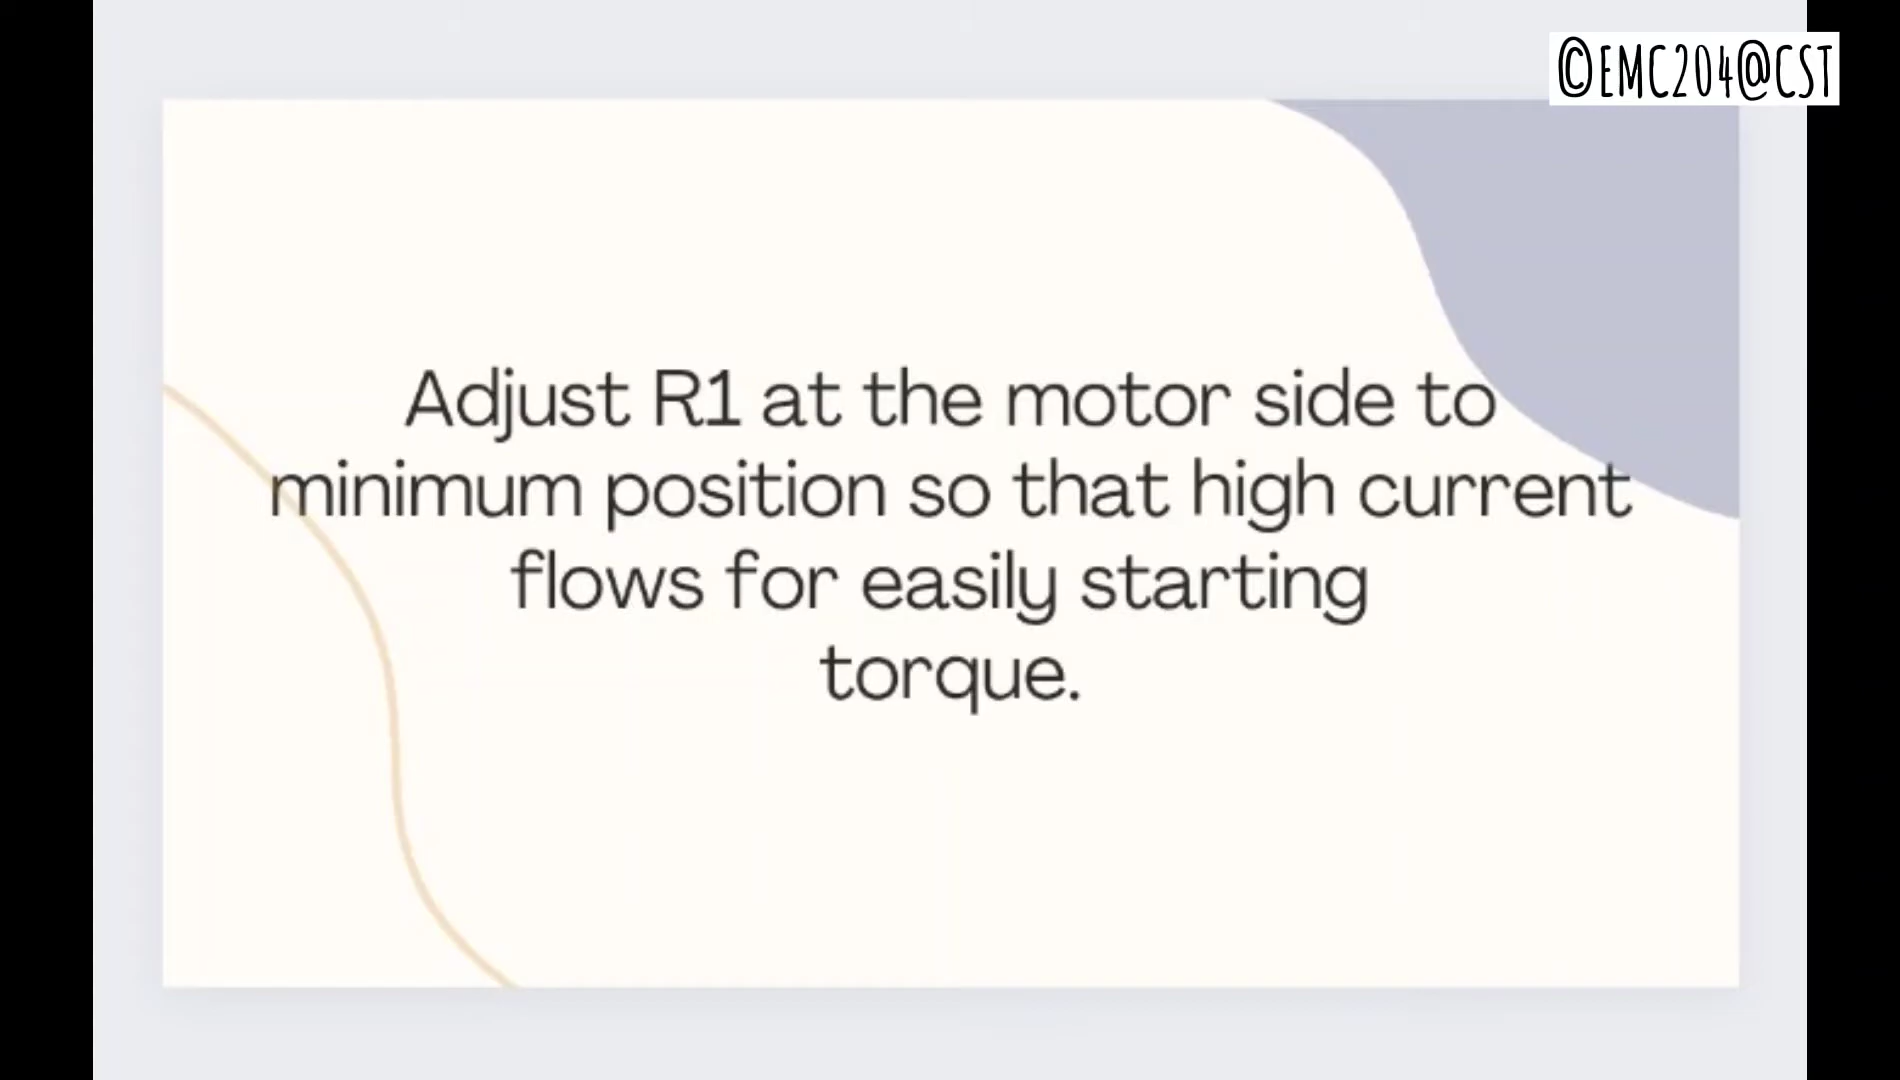 ©EMC204@CST
Adjust R1 at the motor side to
minimum position so that high current
flows for easily starting
torque.